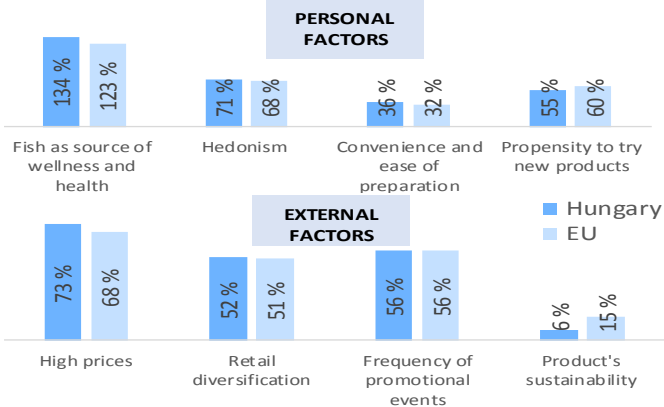 PERSONAL
FACTORS
134 %
123 %
71 %
68 %
36 %
32 %
55 %
60 %
Fish as source of
wellness and
health
Hedonism
Convenience and
ease of
preparation
Propensity to try
new products
EXTERNAL
FACTORS
Hungary
EU
73 %
68 %
52 %
51 %
56 %
56 %
6 %
15 %
High prices
Retail
diversification
Frequency of
promotional
events
Product's
sustainability